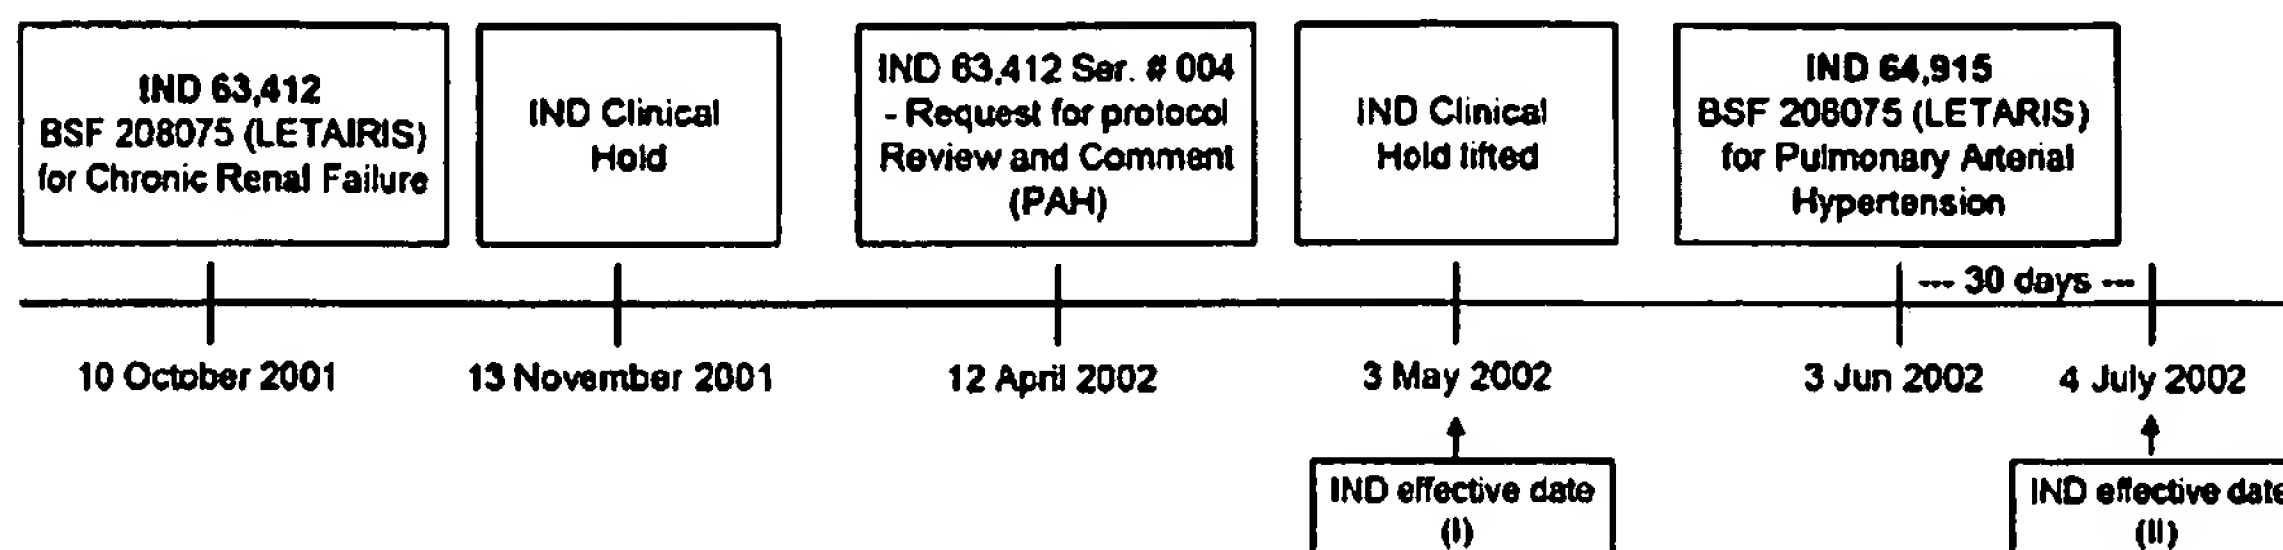 IND 63,412
BSF 208075 (LETAIRIS)
for Chronic Renal Failure
IND Clinical
Hold
IND 63,412 Ser. # 004
- Request for protocol
Review and Comment
(PAH)
IND Clinical
Hold lifted
IND 64,915
BSF 208075 (LETARIS)
for Pulmonary Arterial
Hypertension
--- 30 days ---
10 October 2001
13 November 2001
12 April 2002
3 May 2002
3 Jun 2002
4 July 2002
IND effective date
(I)
IND effective date
(II)